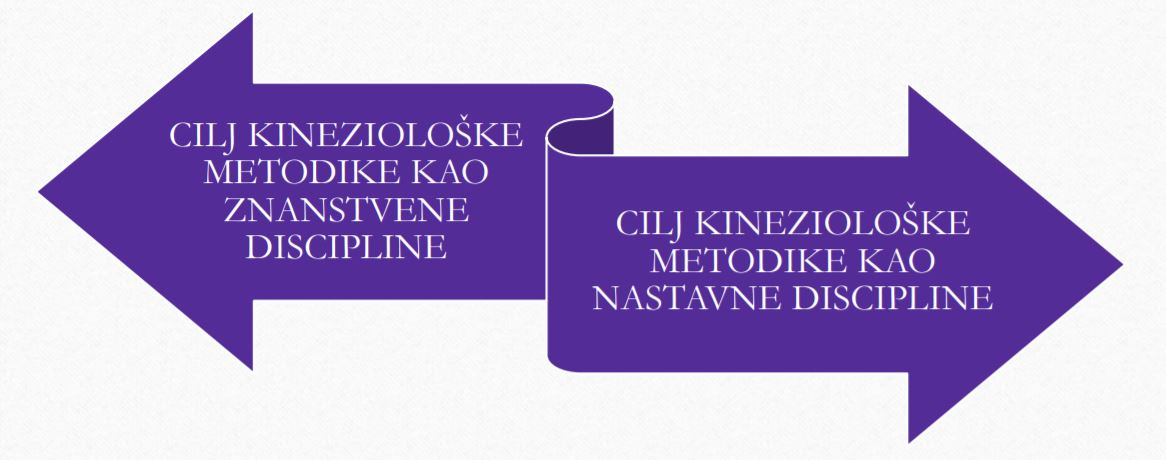 CILJ KINEZIOLOŠKE
METODIKE KAO
ZNANSTVENE
DISCIPLINE
CILJ KINEZIOLOŠKE
METODIKE KAO
NASTAVNE DISCIPLINE